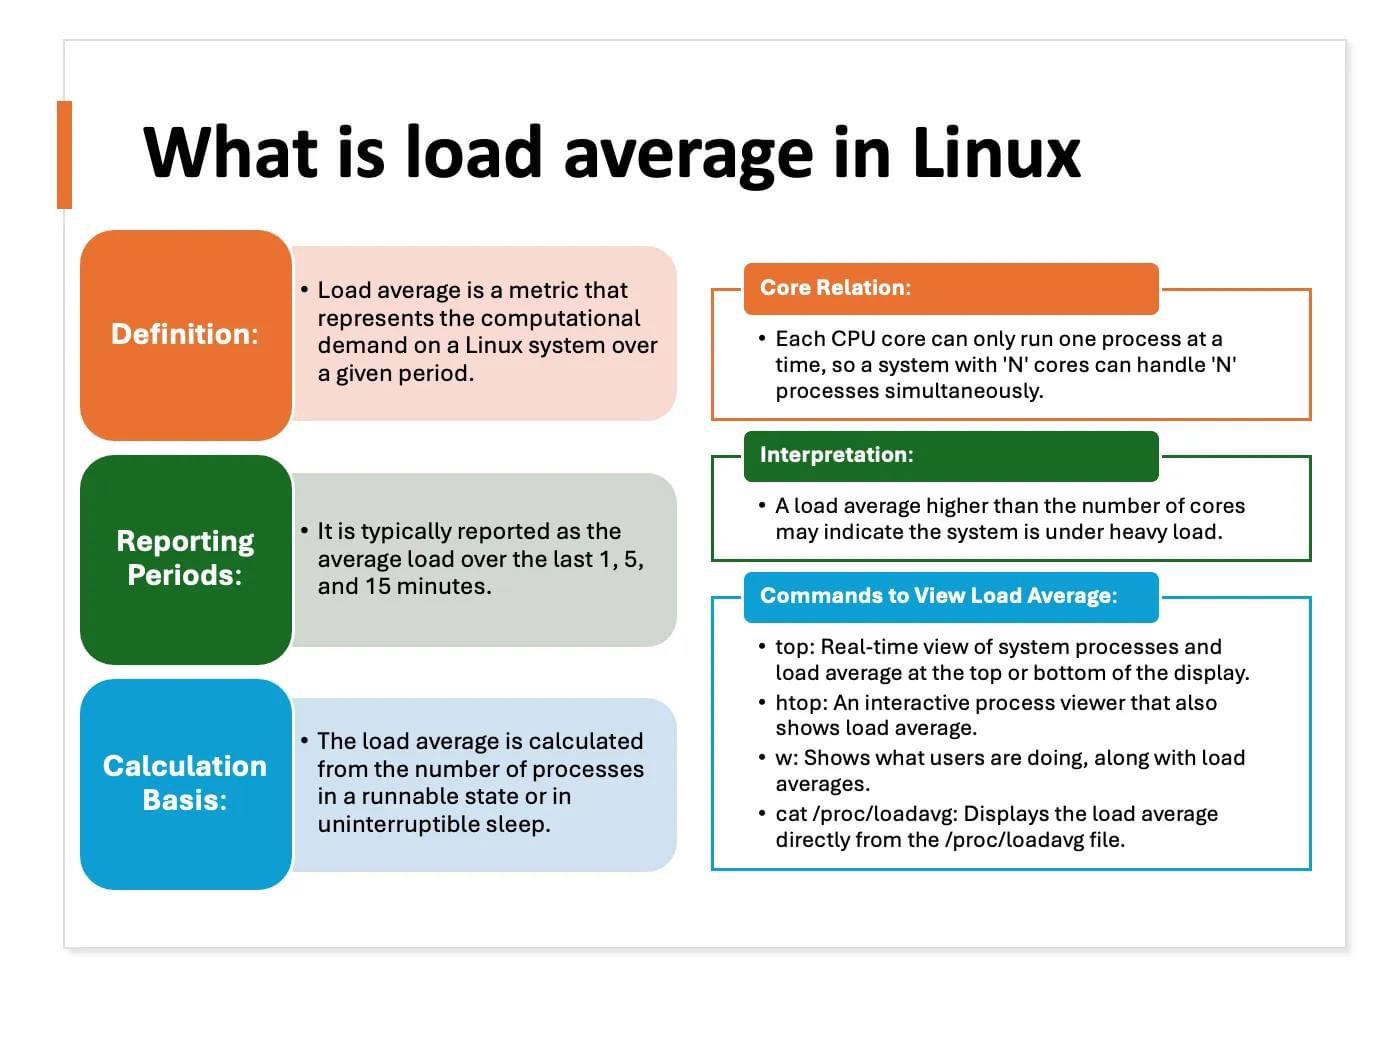 What is load average in Linux
Definition:
• Load average is a metric that
represents the computational
demand on a Linux system over
a given period.
Reporting
Periods:
• It is typically reported as the
average load over the last 1, 5,
and 15 minutes.
Calculation
Basis:
• The load average is calculated
from the number of processes
in a runnable state or in
uninterruptible sleep.
Core Relation:
• Each CPU core can only run one process at a
time, so a system with 'N' cores can handle 'N'
processes simultaneously.
Interpretation:
• A load average higher than the number of cores
may indicate the system is under heavy load.
Commands to View Load Average:
• top: Real-time view of system processes and
load average at the top or bottom of the display.
• htop: An interactive process viewer that also
shows load average.
• w: Shows what users are doing, along with load
averages.
• cat /proc/loadavg: Displays the load average
directly from the /proc/loadavg file.